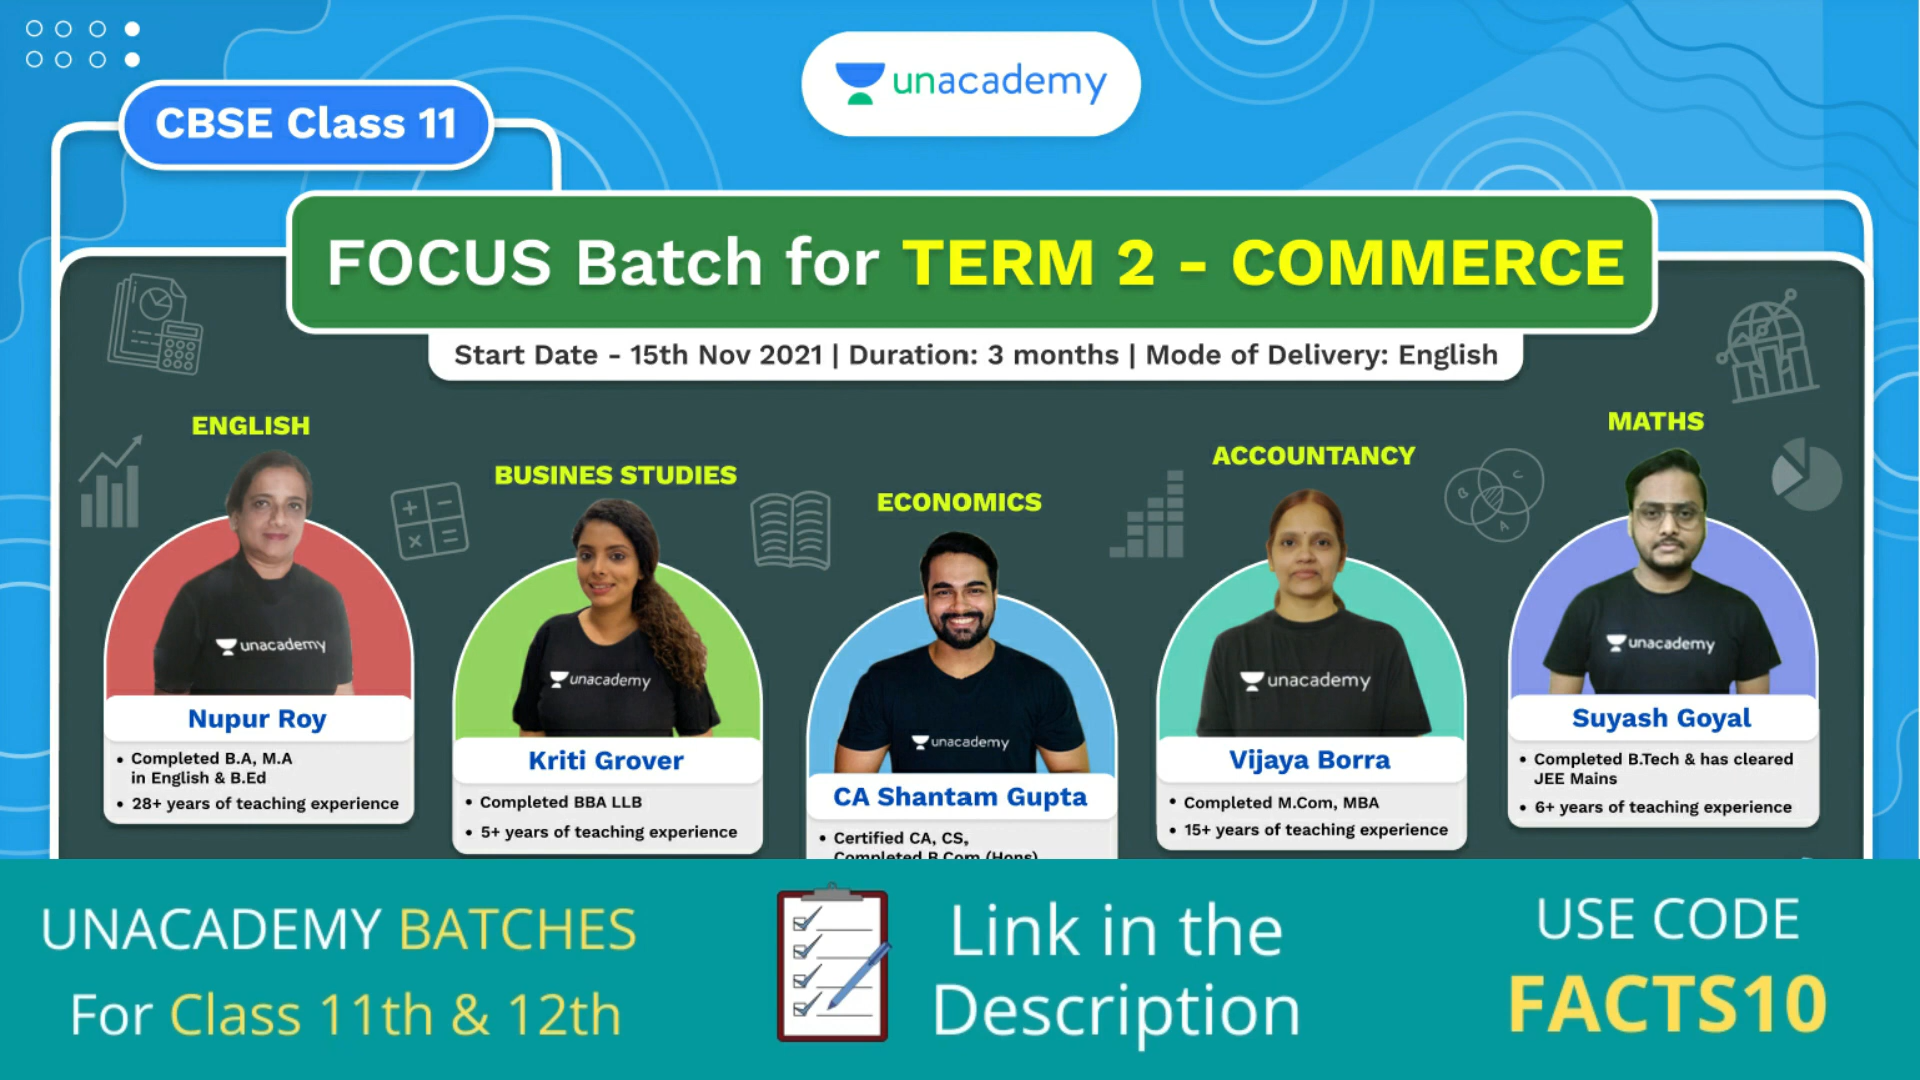 unacademy
CBSE Class 11
FOCUS Batch for TERM 2 - COMMERCE
Start Date - 15th Nov 2021 | Duration: 3 months | Mode of Delivery: English
ENGLISH
unacademy
Nupur Roy
• Completed B.A, M.A
in English & B.Ed
• 28+ years of teaching experience
BUSINES STUDIES
unacademy
Kriti Grover
• Completed BBA LLB
• 5+ years of teaching experience
ECONOMICS
unacademy
CA Shantam Gupta
• Certified CA, CS,
Completed B.Com (Hons)
ACCOUNTANCY
unacademy
Vijaya Borra
• Completed M.Com, MBA
• 15+ years of teaching experience
MATHS
unacademy
Suyash Goyal
• Completed B.Tech & has cleared
JEE Mains
• 6+ years of teaching experience
C
B
A
UNACADEMY BATCHES
For Class 11th & 12th
Link in the
Description
USE CODE
FACTS10